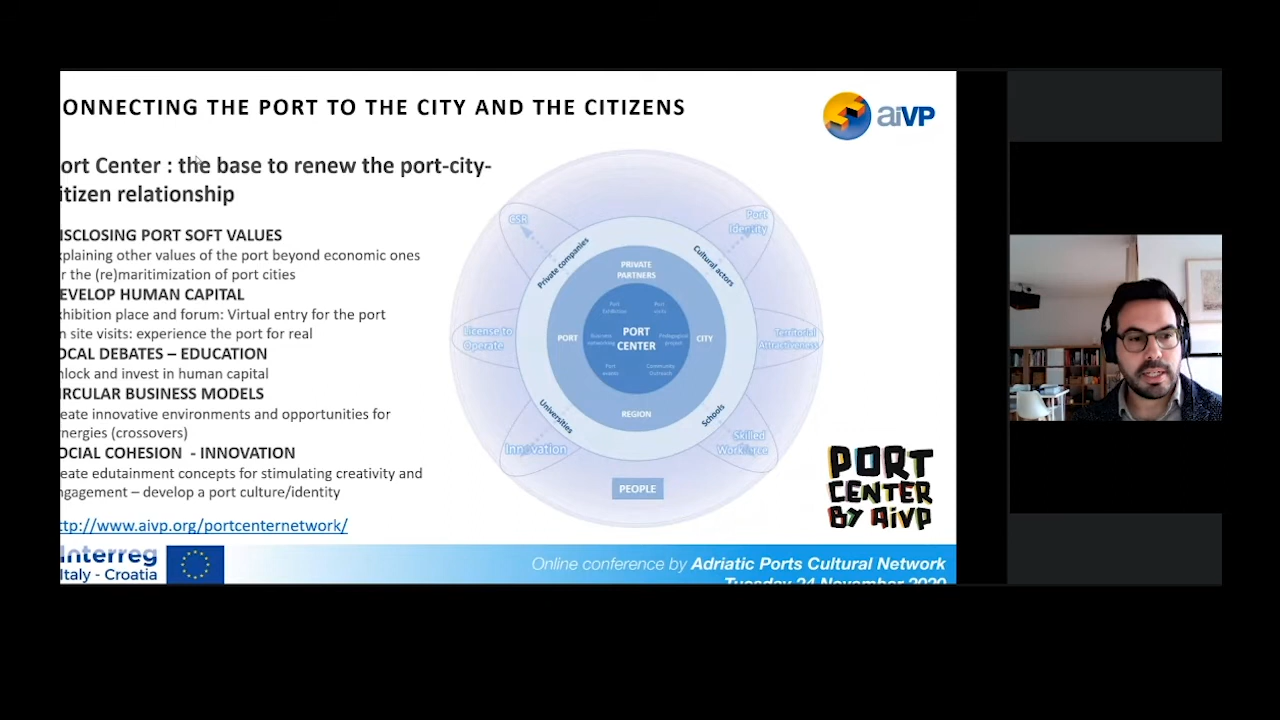 ONNECTING THE PORT TO THE CITY AND THE CITIZENS
aiVP
ort Center : the base to renew the port-city-
itizen relationship
ISCLOSING PORT SOFT VALUES
xplaining other values of the port beyond economic ones
r the (re)maritimization of port cities
EVELOP HUMAN CAPITAL
xhibition place and forum: Virtual entry for the port
n site visits: experience the port for real
OCAL DEBATES – EDUCATION
nlock and invest in human capital
IRCULAR BUSINESS MODELS
eate innovative environments and opportunities for
nergies (crossovers)
OCIAL COHESION - INNOVATION
eate edutainment concepts for stimulating creativity and
ngagement – develop a port culture/identity
ttp://www.aivp.org/portcenternetwork/
CSR
Port
Identity
Private companies
Cultural actors
PRIVATE
PARTNERS
Port
Exhibition
Port
visits
License to
Operate
PORT
Business
networking
PORT
CENTER
Pedagogical
project
CITY
Territorial
Attractiveness
Port
events
Community
Outreach
REGION
Universities
Schools
Innovation
Skilled
Workforce
PEOPLE
PORT
CENTER
BY AiVP
Interreg
Italy - Croatia
Online conference by Adriatic Ports Cultural Network
Tuesday 24 November 2020